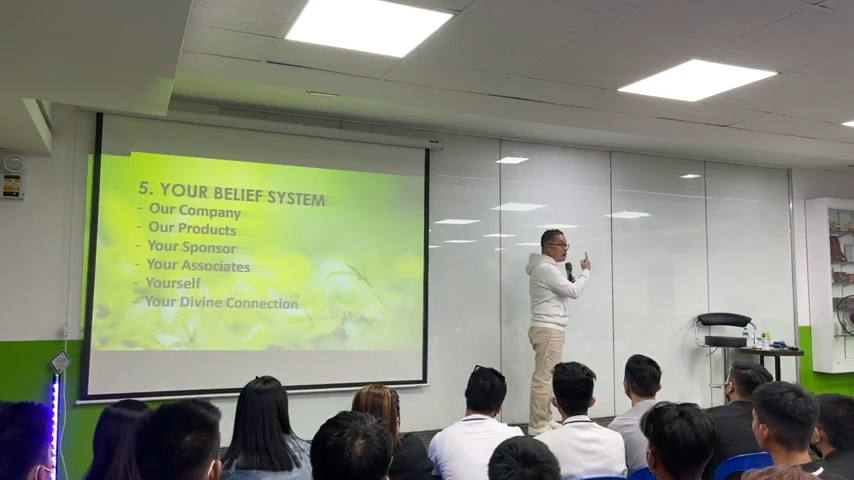 5. YOUR BELIEF SYSTEM
- Our Company
- Our Products
- Your Sponsor
- Your Associates
- Yourself
Your Divine Connection